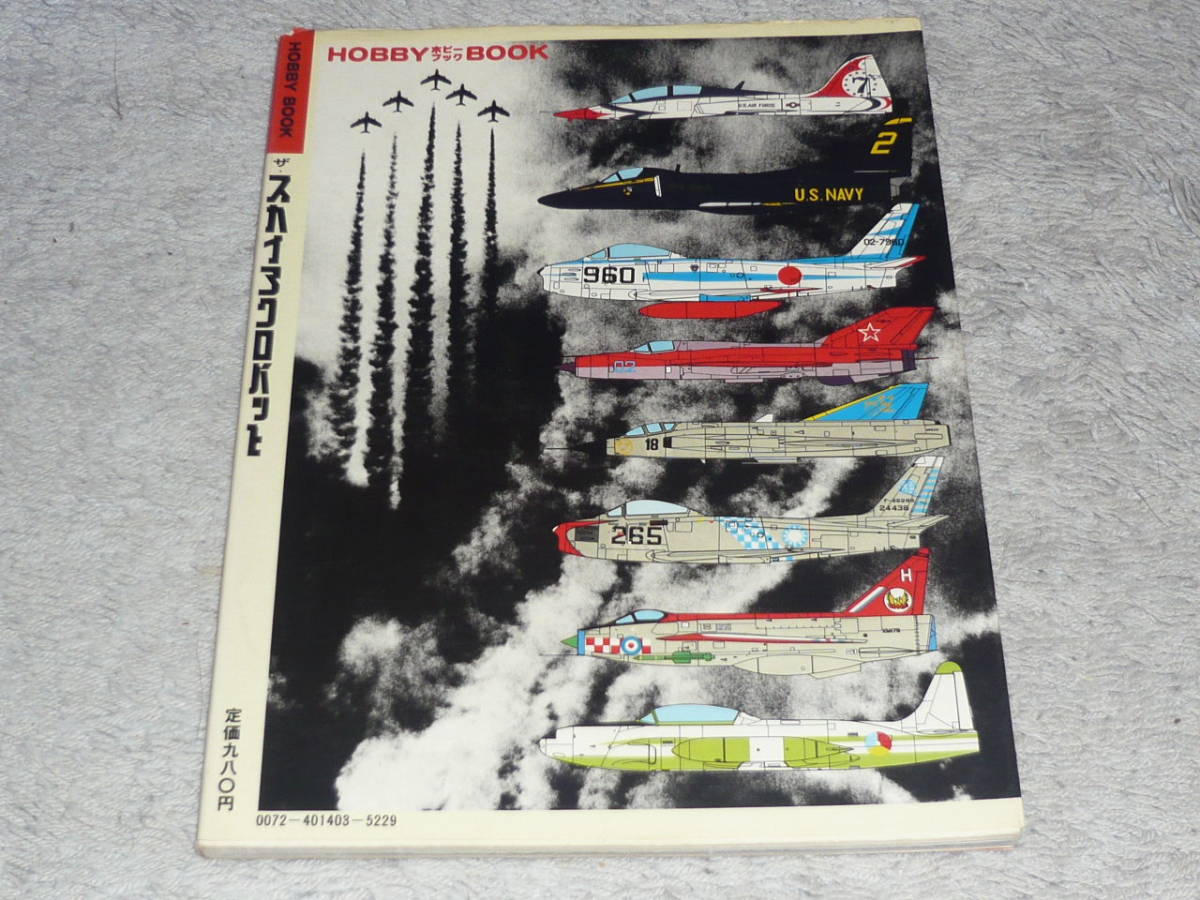 HOBBY ホビーブック BOOK
HOBBY BOOK
ザ・スカイアクロバット
定価九八〇円
7
U.S. AIR FORCE
2
U.S. NAVY
960
02-7960
02
18
265
24436
H
XM179
0072-401403-5229